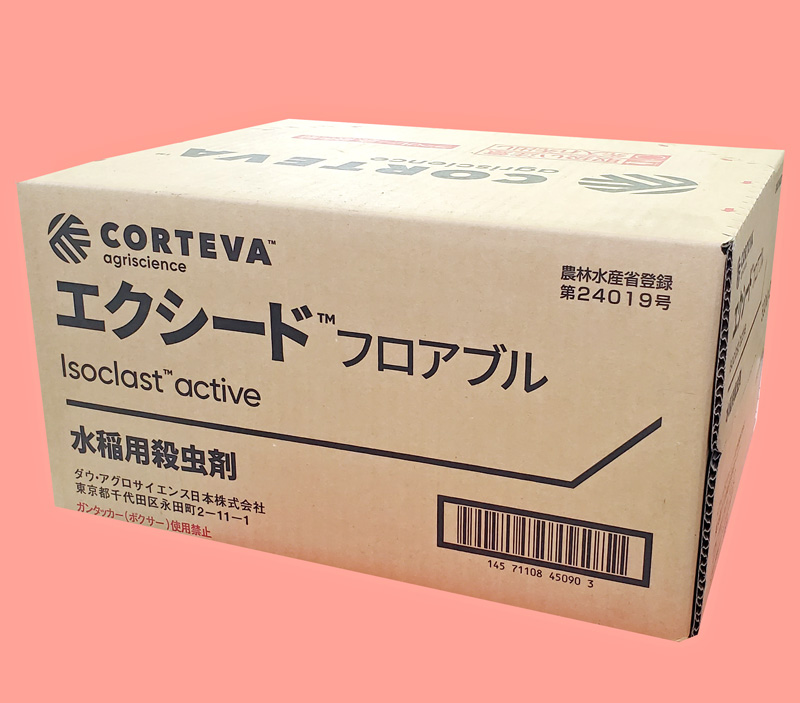 CORTEVA™
agriscience
エクシード™フロアブル
Isoclast™active
農林水産省登録
第24019号
水稲用殺虫剤
ダウ・アグロサイエンス日本株式会社
東京都千代田区永田町2－11－1
ガンタッカー(ボクサー)使用禁止
145 71108 45090 3
CORTEVA
agriscience